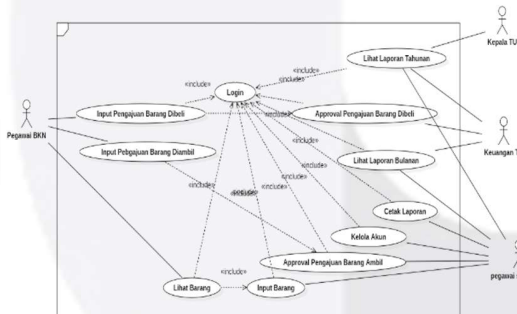 Kepala TU
Lihat Laporan Tahunan
«include»
«include»
«include»
Login
Input Pengajuan Barang Dibeli
«include»
Approval Pengajuan Barang Dibeli
Pegawai BKN
Keuangan T
«include»
Input Pebgajuan Barang Diambil
Lihat Laporan Bulanan
«include»
«include»
«include»
Cetak Laporan
Kelola Akun
Approval Pengajuan Barang Ambil
pegawai
«include»
Lihat Barang
Input Barang